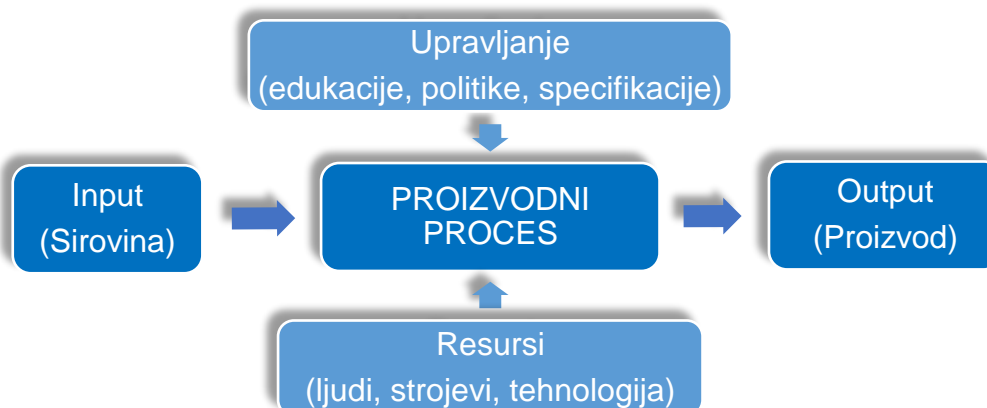 Upravljanje
(edukacije, politike, specifikacije)
Input
(Sirovina)
PROIZVODNI
PROCES
Output
(Proizvod)
Resursi
(ljudi, strojevi, tehnologija)